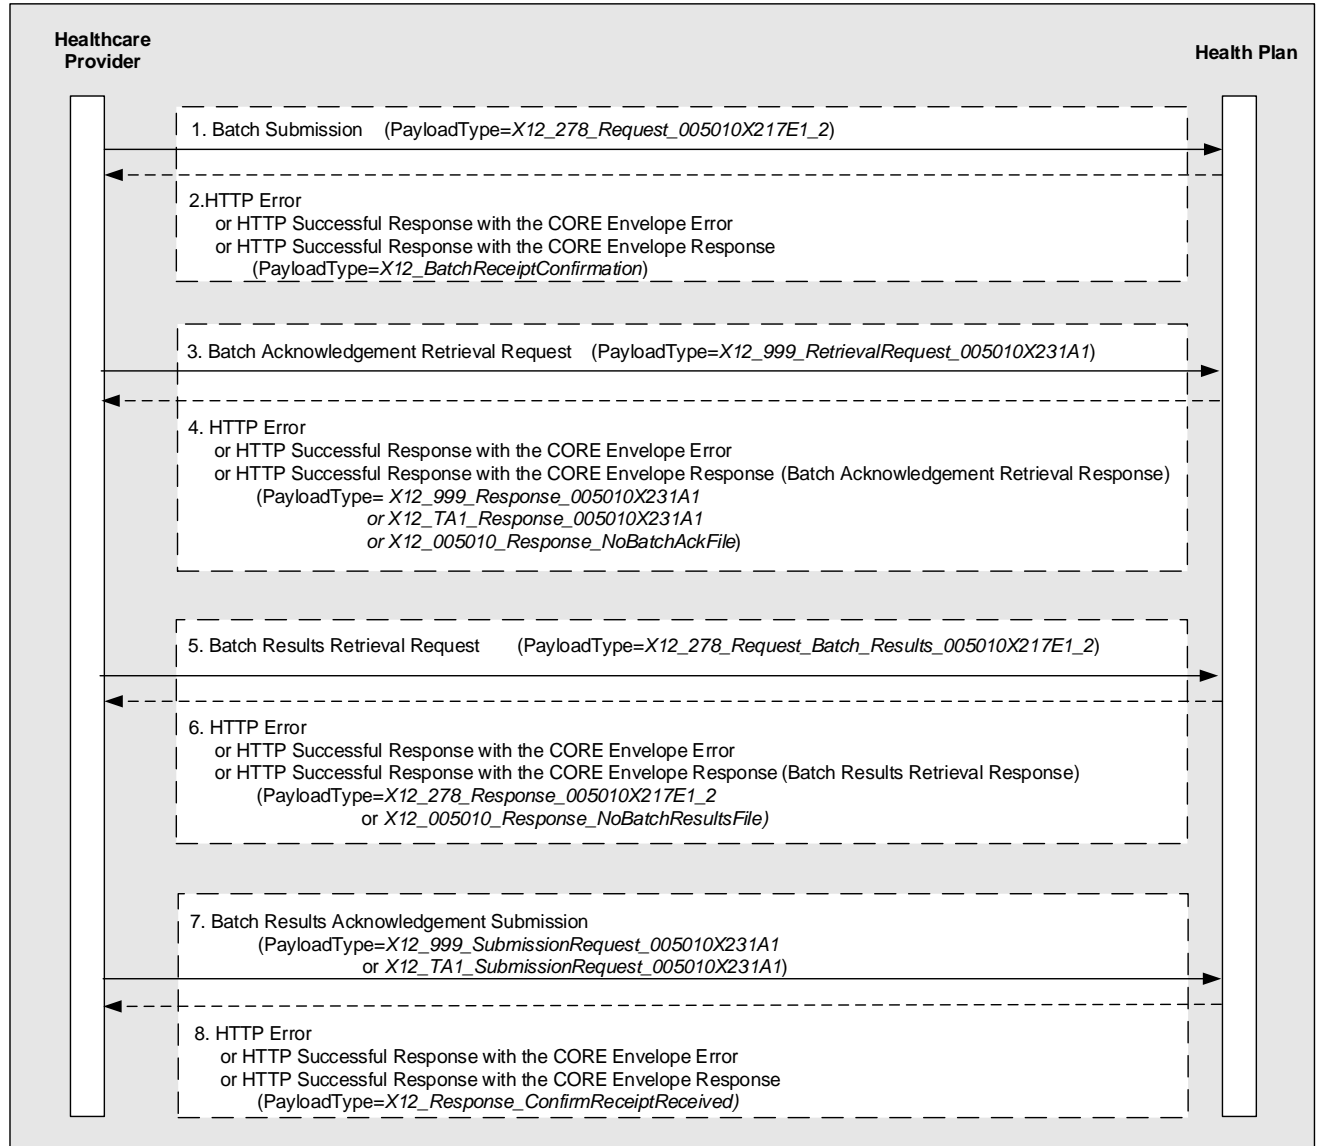 Healthcare
Provider
Health Plan
1. Batch Submission (PayloadType=X12_278_Request_005010X217E1_2)
2.HTTP Error
or HTTP Successful Response with the CORE Envelope Error
or HTTP Successful Response with the CORE Envelope Response
(PayloadType=X12_BatchReceiptConfirmation)
3. Batch Acknowledgement Retrieval Request (PayloadType=X12_999_RetrievalRequest_005010X231A1)
4. HTTP Error
or HTTP Successful Response with the CORE Envelope Error
or HTTP Successful Response with the CORE Envelope Response (Batch Acknowledgement Retrieval Response)
(PayloadType= X12_999_Response_005010X231A1
or X12_TA1_Response_005010X231A1
or X12_005010_Response_NoBatchAckFile)
5. Batch Results Retrieval Request (PayloadType=X12_278_Request_Batch_Results_005010X217E1_2)
6. HTTP Error
or HTTP Successful Response with the CORE Envelope Error
or HTTP Successful Response with the CORE Envelope Response (Batch Results Retrieval Response)
(PayloadType=X12_278_Response_005010X217E1_2
or X12_005010_Response_NoBatchResultsFile)
7. Batch Results Acknowledgement Submission
(PayloadType=X12_999_SubmissionRequest_005010X231A1
or X12_TA1_SubmissionRequest_005010X231A1)
8. HTTP Error
or HTTP Successful Response with the CORE Envelope Error
or HTTP Successful Response with the CORE Envelope Response
(PayloadType=X12_Response_ConfirmReceiptReceived)